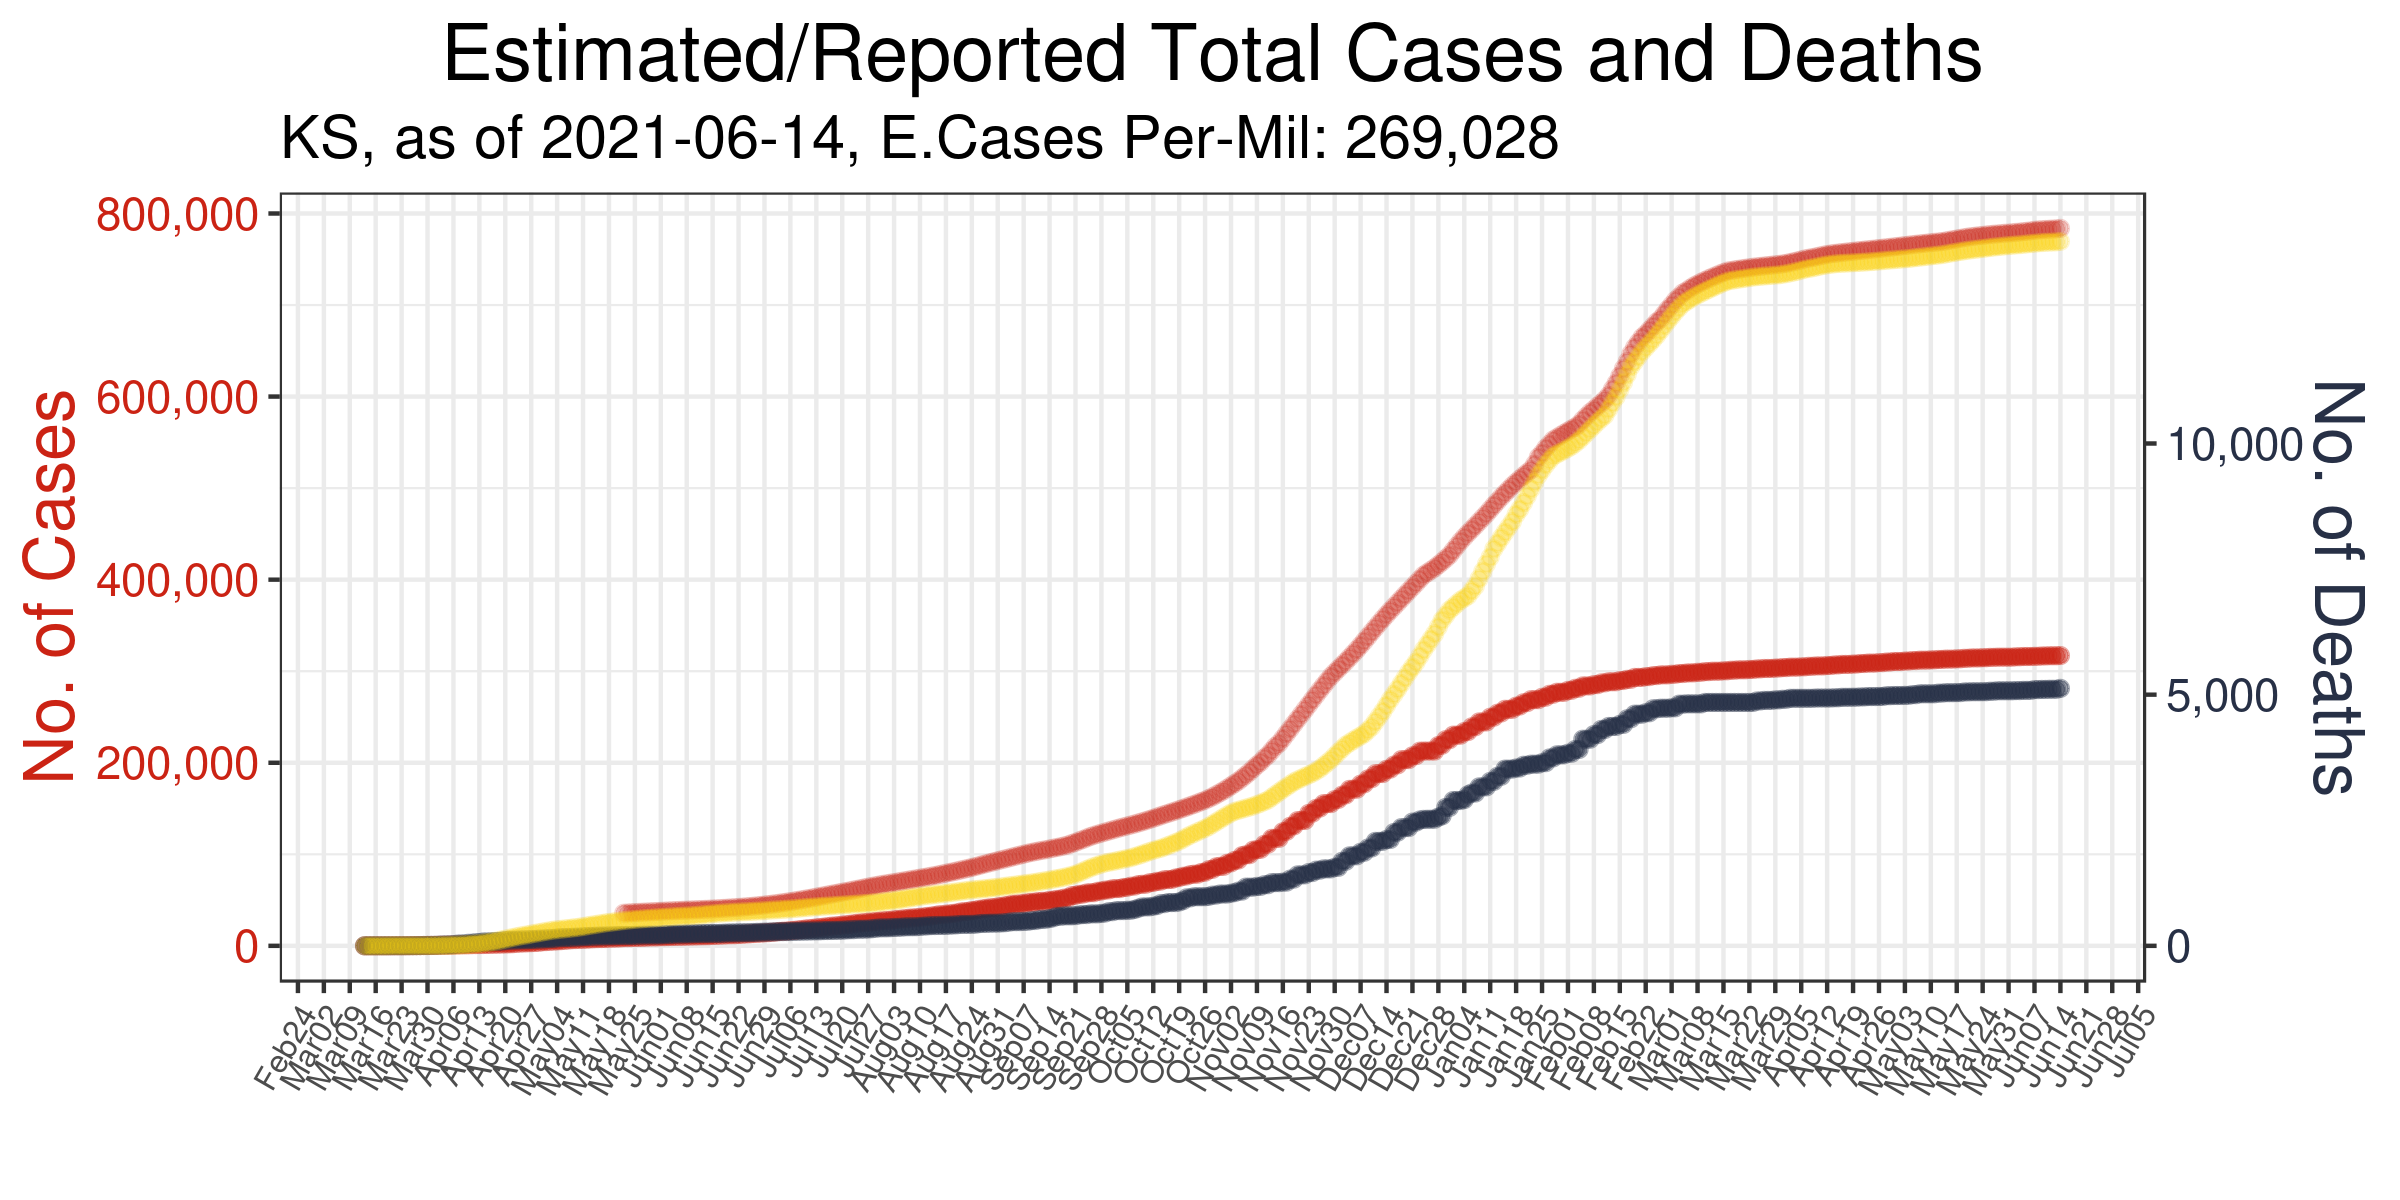 Estimated/Reported Total Cases and Deaths
KS, as of 2021-06-14, E.Cases Per-Mil: 269,028
No. of Cases
800,000
600,000
400,000
200,000
0
10,000
5,000
0
No. of Deaths
Feb24
Mar02
Mar09
Mar16
Mar23
Mar30
Apr06
Apr13
Apr20
Apr27
May04
May11
May18
May25
Jun01
Jun08
Jun15
Jun22
Jun29
Jul06
Jul13
Jul20
Jul27
Aug03
Aug10
Aug17
Aug24
Aug31
Sep07
Sep14
Sep21
Sep28
Oct05
Oct12
Oct19
Oct26
Nov02
Nov09
Nov16
Nov23
Nov30
Dec07
Dec14
Dec21
Dec28
Jan04
Jan11
Jan18
Jan25
Feb01
Feb08
Feb15
Feb22
Mar01
Mar08
Mar15
Mar22
Mar29
Apr05
Apr12
Apr19
Apr26
May03
May10
May17
May24
May31
Jun07
Jun14
Jun21
Jun28
Jul05